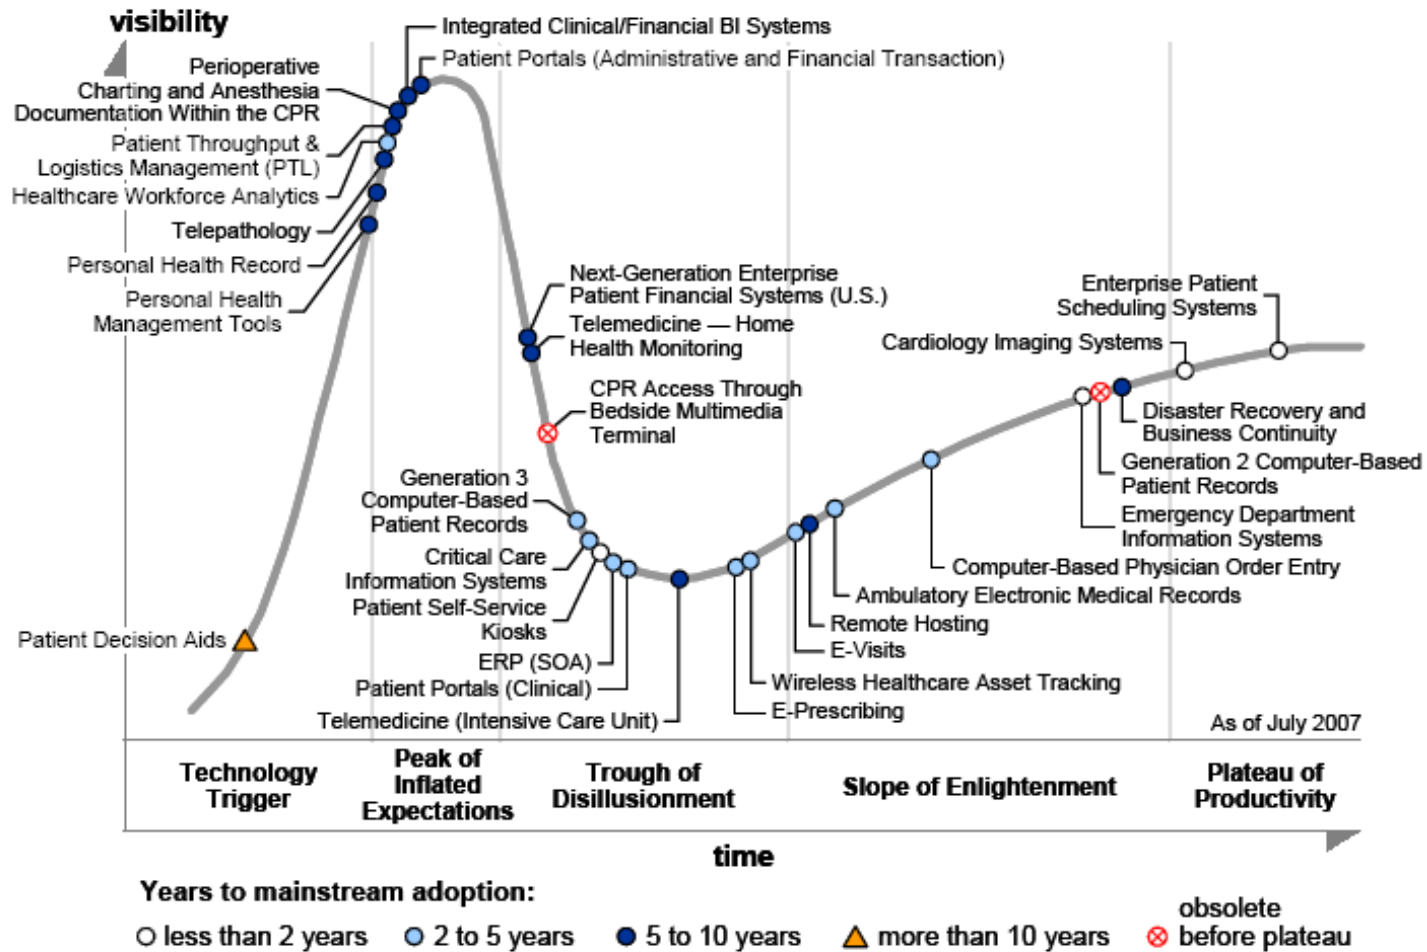 visibility
Integrated Clinical/Financial BI Systems
Patient Portals (Administrative and Financial Transaction)
Perioperative
Charting and Anesthesia
Documentation Within the CPR
Patient Throughput &
Logistics Management (PTL)
Healthcare Workforce Analytics
Telepathology
Personal Health Record
Personal Health
Management Tools
Next-Generation Enterprise
Patient Financial Systems (U.S.)
Telemedicine — Home
Health Monitoring
CPR Access Through
Bedside Multimedia
Terminal
Enterprise Patient
Scheduling Systems
Cardiology Imaging Systems
Disaster Recovery and
Business Continuity
Generation 2 Computer-Based
Patient Records
Emergency Department
Information Systems
Computer-Based Physician Order Entry
Ambulatory Electronic Medical Records
Remote Hosting
E-Visits
Wireless Healthcare Asset Tracking
E-Prescribing
Generation 3
Computer-Based
Patient Records
Critical Care
Information Systems
Patient Self-Service
Kiosks
ERP (SOA)
Patient Portals (Clinical)
Telemedicine (Intensive Care Unit)
Patient Decision Aids
As of July 2007
Technology
Trigger
Peak of
Inflated
Expectations
Trough of
Disillusionment
Slope of Enlightenment
Plateau of
Productivity
time
Years to mainstream adoption:
less than 2 years
2 to 5 years
5 to 10 years
more than 10 years
obsolete
before plateau